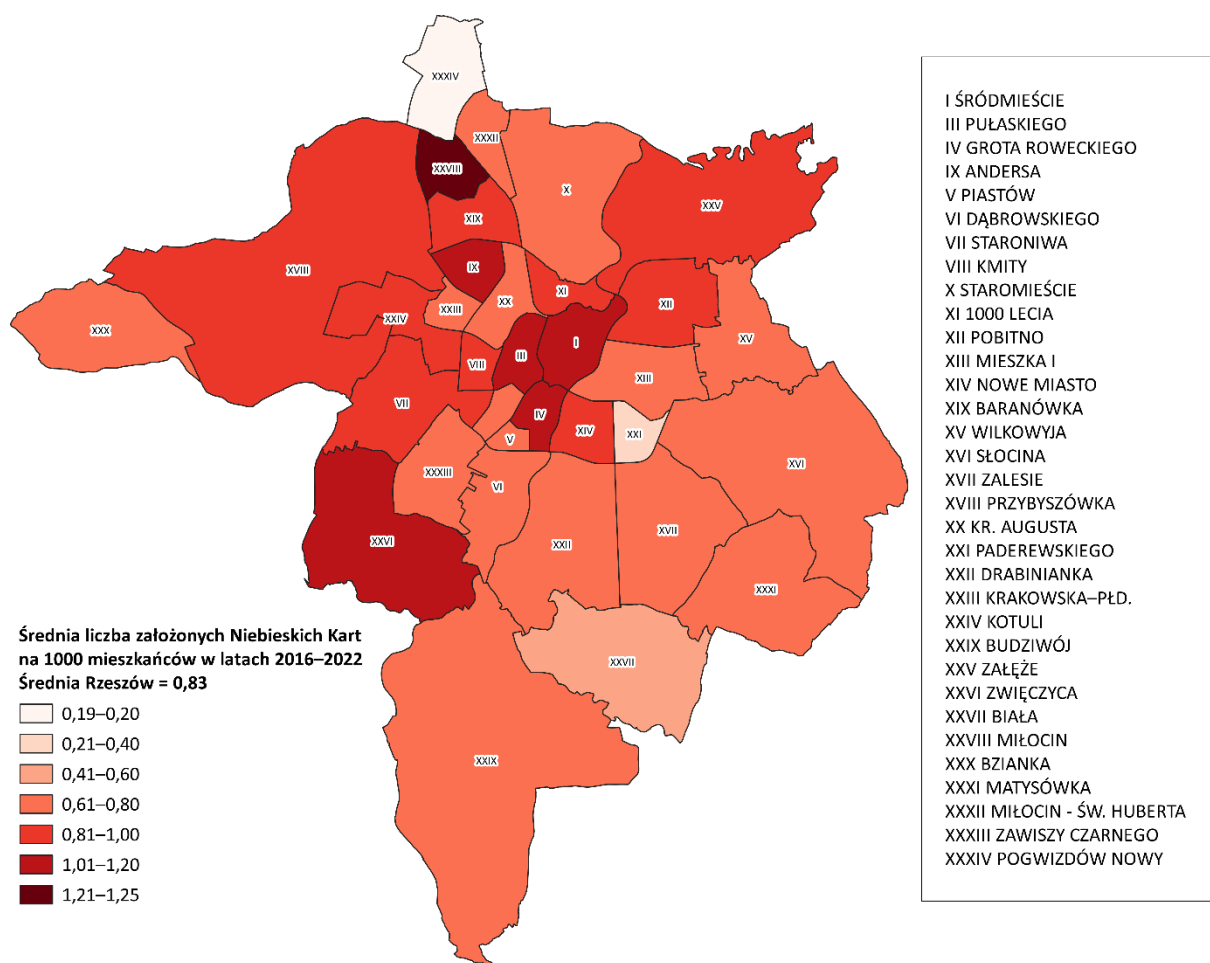 XXXIV
XXXII
XXVIII
X
XXV
XIX
XVIII
IX
XI
XX
XXIII
XII
XXIV
XXX
I
XV
III
VIII
XIII
VII
IV
XIV
XXI
V
XVI
XXXIII
VI
XVII
XXVI
XXII
XXXI
XXVII
XXIX
Średnia liczba założonych Niebieskich Kart
na 1000 mieszkańców w latach 2016–2022
Średnia Rzeszów = 0,83
0,19–0,20
0,21–0,40
0,41–0,60
0,61–0,80
0,81–1,00
1,01–1,20
1,21–1,25
I ŚRÓDMIEŚCIE
III PUŁASKIEGO
IV GROTA ROWECKIEGO
IX ANDERSA
V PIASTÓW
VI DĄBROWSKIEGO
VII STARONIWA
VIII KMITY
X STAROMIEŚCIE
XI 1000 LECIA
XII POBITNO
XIII MIESZKA I
XIV NOWE MIASTO
XIX BARANÓWKA
XV WILKOWYJA
XVI SŁOCINA
XVII ZALESIE
XVIII PRZYBYSZÓWKA
XX KR. AUGUSTA
XXI PADEREWSKIEGO
XXII DRABINIANKA
XXIII KRAKOWSKA–PŁD.
XXIV KOTULI
XXIX BUDZIWÓJ
XXV ZAŁĘŻE
XXVI ZWIĘCZYCA
XXVII BIAŁA
XXVIII MIŁOCIN
XXX BZIANKA
XXXI MATYSÓWKA
XXXII MIŁOCIN - ŚW. HUBERTA
XXXIII ZAWISZY CZARNEGO
XXXIV POGWIZDÓW NOWY